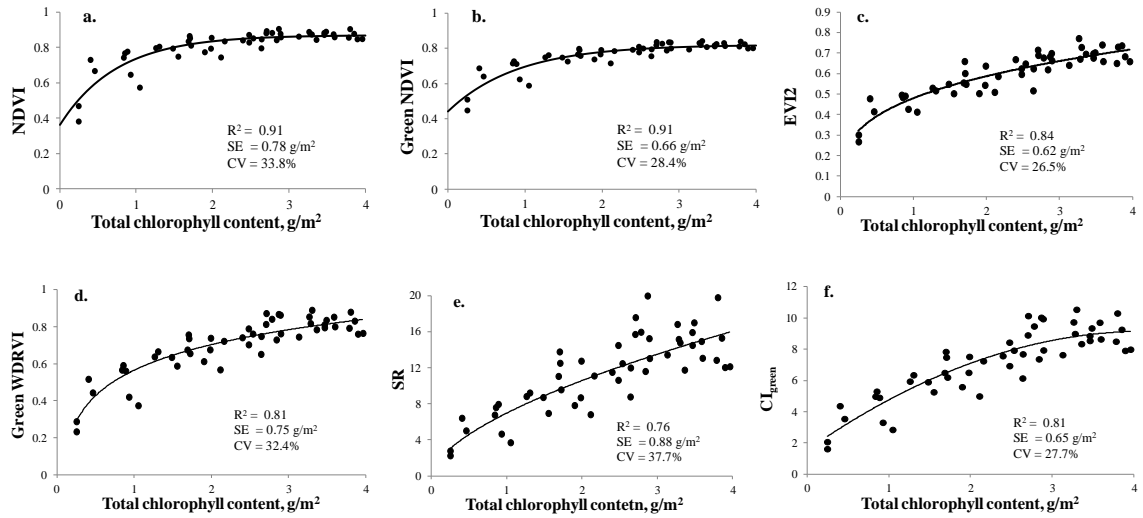 a.
1
0.8
0.6
0.4
0.2
0
NDVI
R² = 0.91
SE = 0.78 g/m²
CV = 33.8%
0 1 2 3 4
Total chlorophyll content, g/m²
b.
1
0.8
0.6
0.4
0.2
0
Green NDVI
R² = 0.91
SE = 0.66 g/m²
CV = 28.4%
0 1 2 3 4
Total chlorophyll content, g/m²
c.
0.9
0.8
0.7
0.6
0.5
0.4
0.3
0.2
0.1
0
EVI2
R² = 0.84
SE = 0.62 g/m²
CV = 26.5%
0 1 2 3 4
Total chlorophyll content, g/m²
d.
1
0.8
0.6
0.4
0.2
0
Green WDRVI
R² = 0.81
SE = 0.75 g/m²
CV = 32.4%
0 1 2 3 4
Total chlorophyll content, g/m²
e.
20
16
12
8
4
0
SR
R² = 0.76
SE = 0.88 g/m²
CV = 37.7%
0 1 2 3 4
Total chlorophyll contetn, g/m²
f.
12
10
8
6
4
2
0
CIgreen
R² = 0.81
SE = 0.65 g/m²
CV = 27.7%
0 1 2 3 4
Total chlorophyll content, g/m²